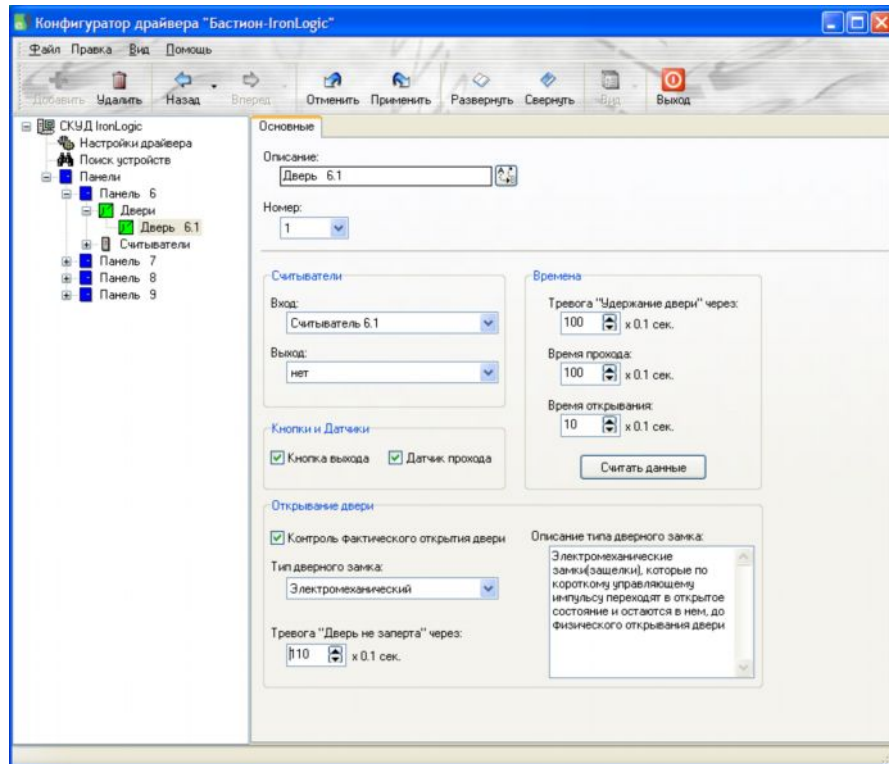 Конфигуратор драйвера "Бастион-IronLogic"
Файл Правка Вид Помощь
Добавить Удалить Назад Вперед Отменить Применить Развернуть Свернуть Вид Выход
СКУД IronLogic
Настройки драйвера
Поиск устройств
Панели
Панель 6
Двери
Дверь 6.1
Считыватели
Панель 7
Панель 8
Панель 9
Основные
Описание:
Дверь 6.1
Номер:
1
Считыватели
Вход:
Считыватель 6.1
Выход:
нет
Времена
Тревога "Удержание двери" через:
100 x 0.1 сек.
Время прохода:
100 x 0.1 сек.
Время открывания:
10 x 0.1 сек.
Считать данные
Кнопки и Датчики
Кнопка выхода Датчик прохода
Открывание двери
Контроль фактического открытия двери
Тип дверного замка:
Электромеханический
Тревога "Дверь не заперта" через:
110 x 0.1 сек.
Описание типа дверного замка:
Электромеханические
замки(защелки), которые по
короткому управляющему
импульсу переходят в открытое
состояние и остаются в нем, до
физического открывания двери